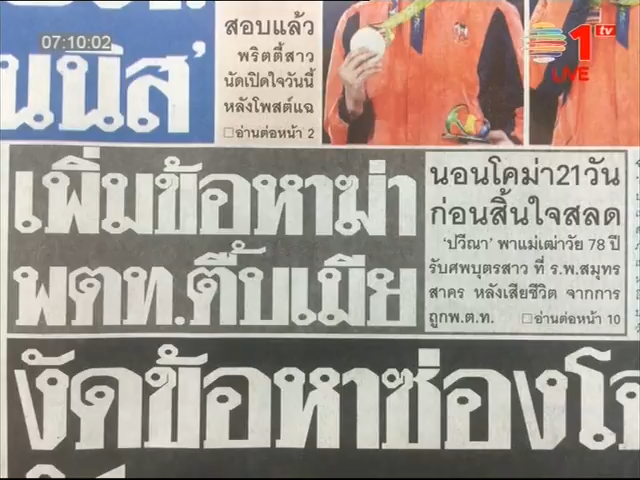 07:10:02
นนิส'
สอบแล้ว
พริตตี้สาว
นัดเปิดใจวันนี้
หลังโพสต์แฉ
□อ่านต่อหน้า 2
1 tv
LIVE
เพิ่มข้อหาฆ่า
พตท.ตื้บเมีย
นอนโคม่า21วัน
ก่อนสิ้นใจสลด
'ปวีณา' พาแม่เฒ่าวัย 78 ปี
รับศพบุตรสาว ที่ ร.พ.สมุทร
สาคร หลังเสียชีวิต จากการ
ถูกพ.ต.ท. □อ่านต่อหน้า 10
งัดข้อหาซ่องโจ